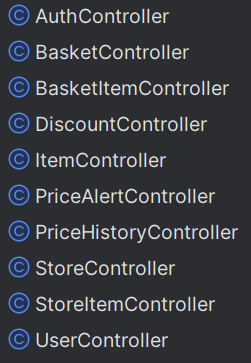 © AuthController
© BasketController
© BasketItemController
© DiscountController
© ItemController
© PriceAlertController
© PriceHistoryController
© StoreController
© StoreItemController
© UserController